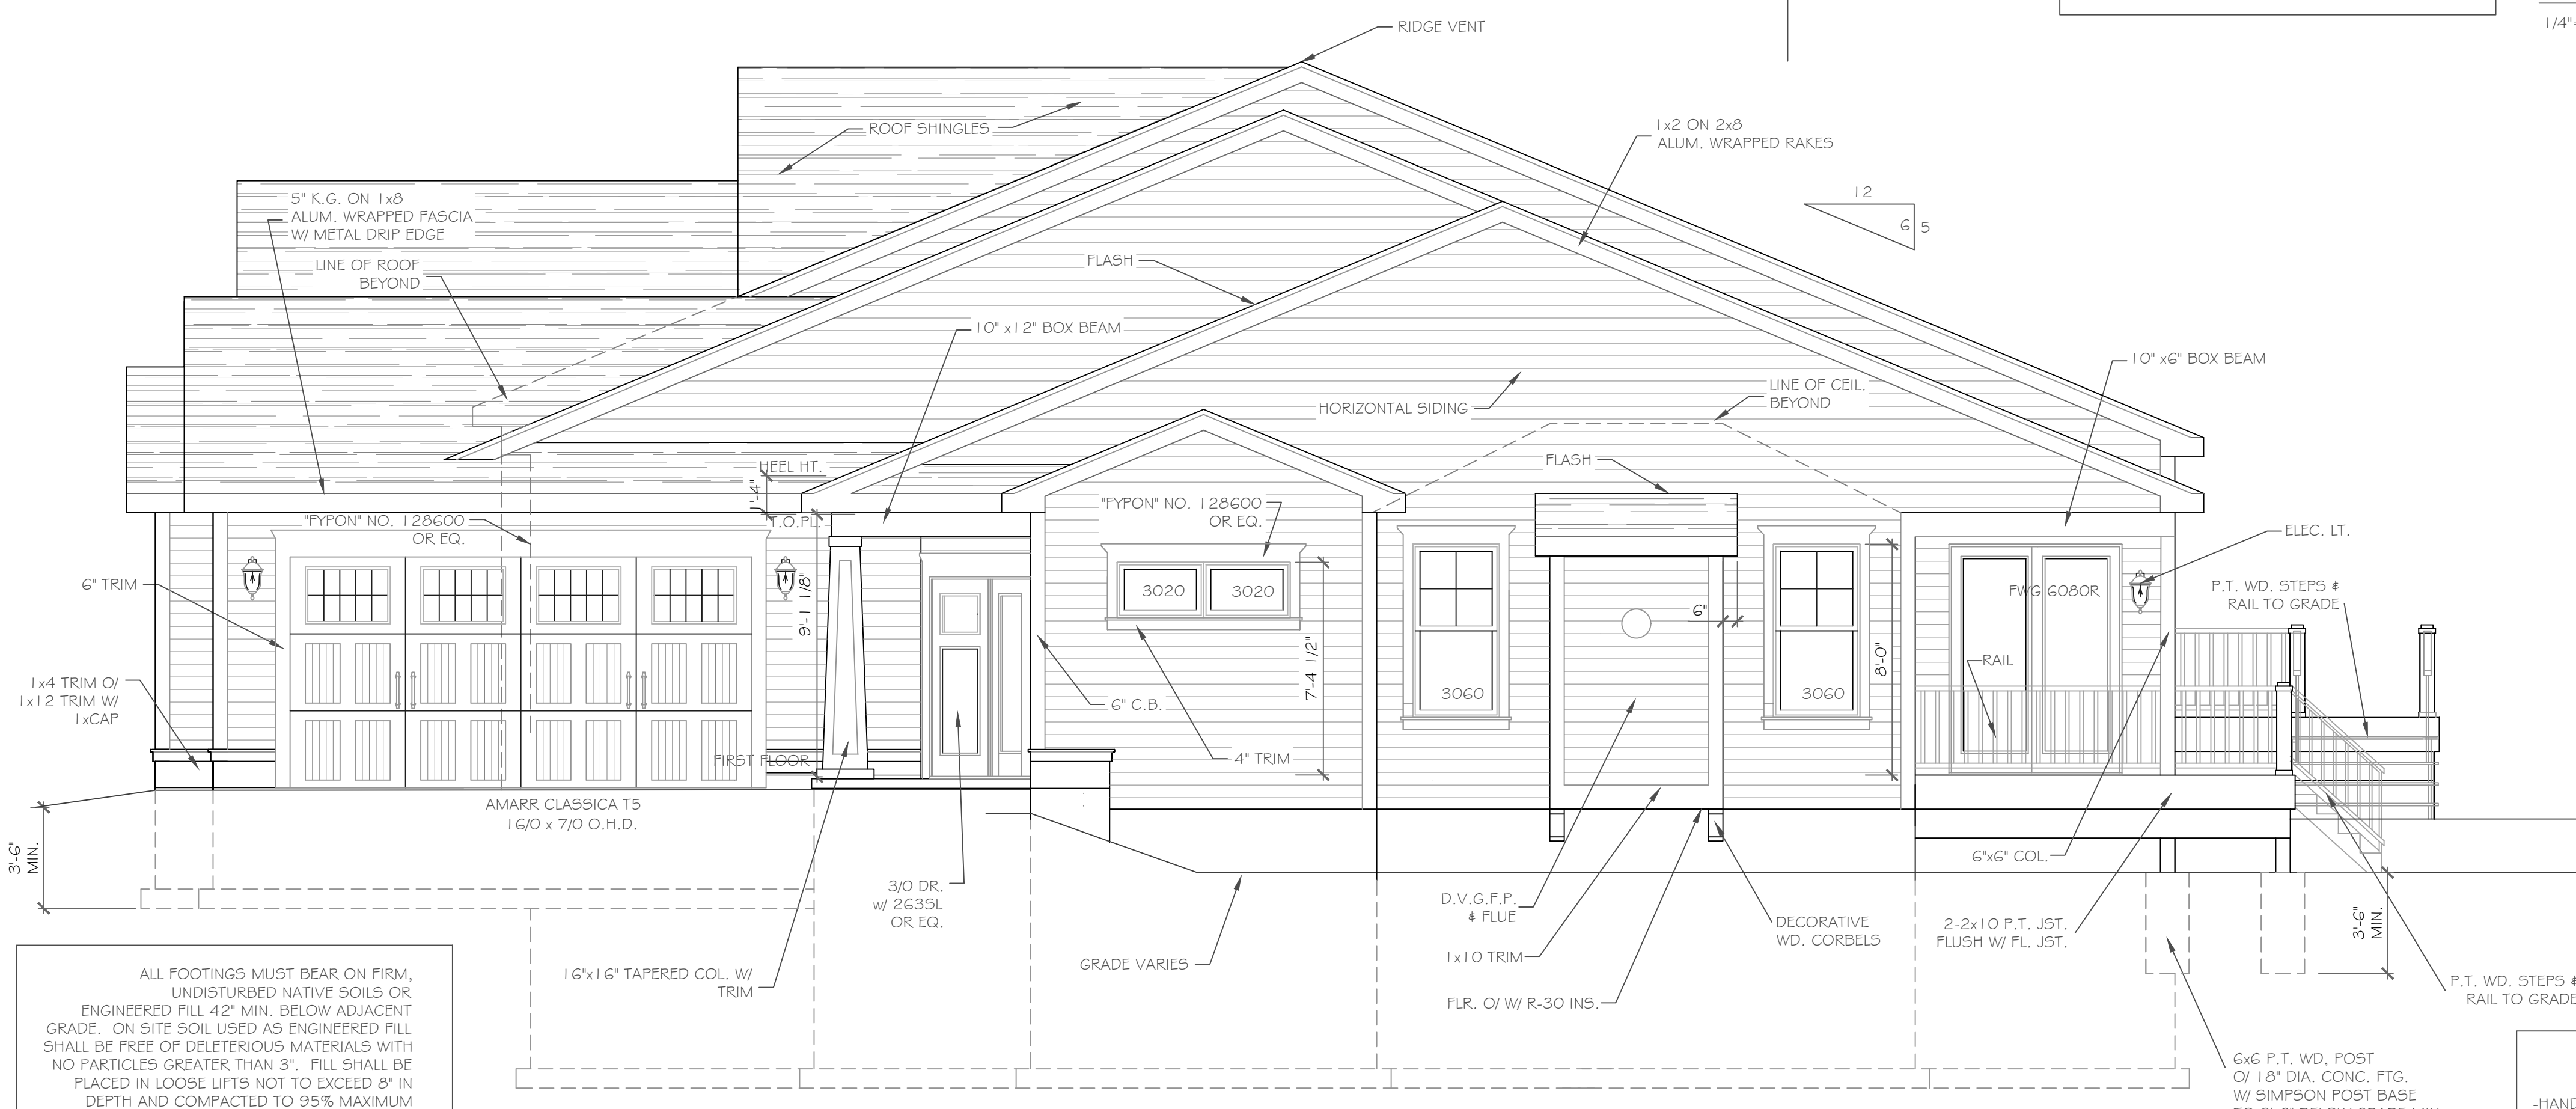 1/4"=
RIDGE VENT
ROOF SHINGLES
1x2 ON 2x8
ALUM. WRAPPED RAKES
12
6 5
5" K.G. ON 1x8
ALUM. WRAPPED FASCIA
W/ METAL DRIP EDGE
LINE OF ROOF
BEYOND
FLASH
10" x12" BOX BEAM
10" x6" BOX BEAM
HORIZONTAL SIDING
LINE OF CEIL.
BEYOND
HEEL HT.
'-4"
T.O.PL.
FLASH
"FYPON" NO. 128600
OR EQ.
"FYPON" NO. 128600
OR EQ.
ELEC. LT.
6" TRIM
9'-1 1/8"
3020
3020
FWG 6080R
P.T. WD. STEPS &
RAIL TO GRADE
6"
7'-4 1/2"
8'-0"
RAIL
1x4 TRIM O/
1x12 TRIM W/
1xCAP
3060
3060
6" C.B.
4" TRIM
FIRST FLOOR
AMARR CLASSICA T5
16/0 x 7/0 O.H.D.
3'-6"
MIN.
6"x6" COL.
3/0 DR.
w/ 263SL
OR EQ.
D.V.G.F.P.
& FLUE
DECORATIVE
WD. CORBELS
2-2x10 P.T. JST.
FLUSH W/ FL. JST.
3'-6"
MIN.
1x10 TRIM
GRADE VARIES
16"x16" TAPERED COL. W/
TRIM
FLR. O/ W/ R-30 INS.
P.T. WD. STEPS &
RAIL TO GRADE
ALL FOOTINGS MUST BEAR ON FIRM,
UNDISTURBED NATIVE SOILS OR
ENGINEERED FILL 42" MIN. BELOW ADJACENT
GRADE. ON SITE SOIL USED AS ENGINEERED FILL
SHALL BE FREE OF DELETERIOUS MATERIALS WITH
NO PARTICLES GREATER THAN 3". FILL SHALL BE
PLACED IN LOOSE LIFTS NOT TO EXCEED 8" IN
DEPTH AND COMPACTED TO 95% MAXIMUM
6x6 P.T. WD, POST
O/ 18" DIA. CONC. FTG.
W/ SIMPSON POST BASE
-HAND